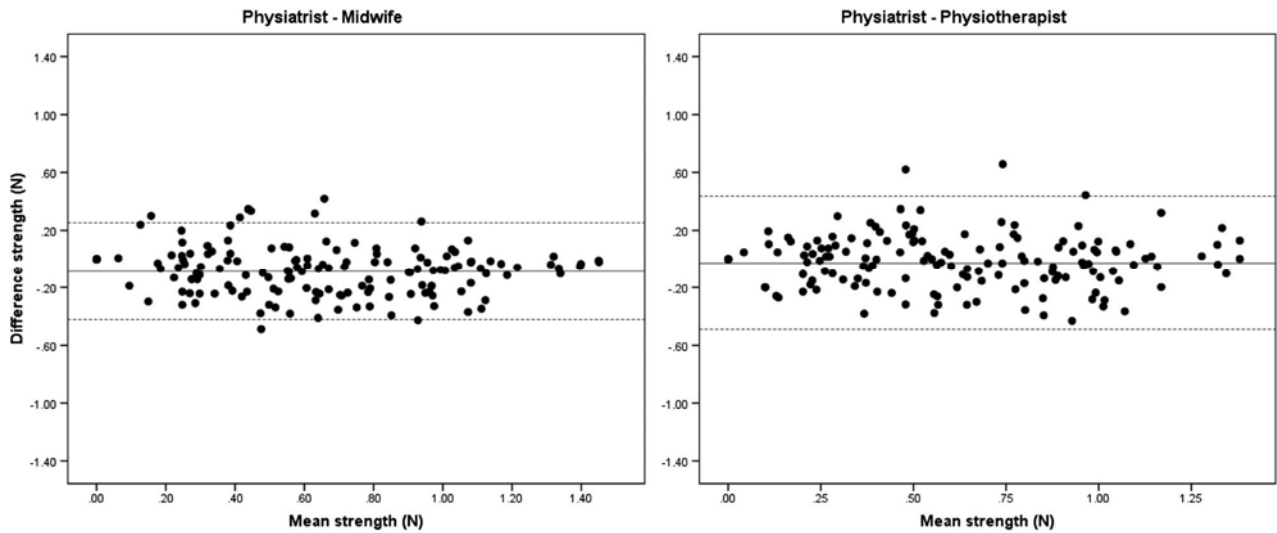 Physiatrist - Midwife
Physiatrist - Physiotherapist
Difference strength (N)
1.40
1.00
.60
.20
-.20
-.60
-1.00
-1.40
.00 .20 .40 .60 .80 1.00 1.20 1.40
Mean strength (N)
1.40
1.00
.60
.20
-.20
-.60
-1.00
-1.40
.00 .25 .50 .75 1.00 1.25
Mean strength (N)